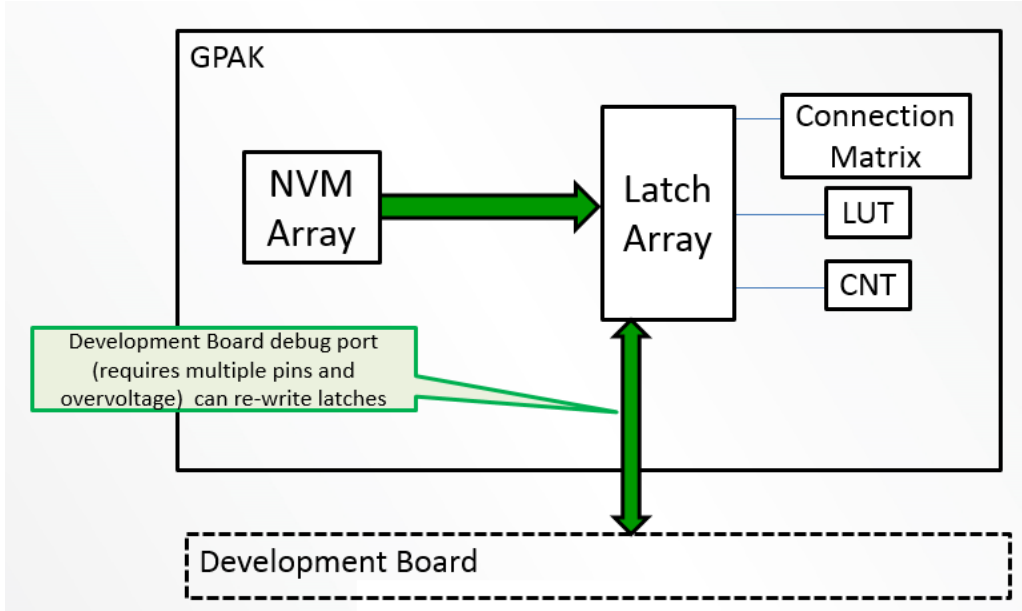 GPAK
NVM
Array
Latch
Array
Connection
Matrix
LUT
CNT
Development Board debug port
(requires multiple pins and
overvoltage) can re-write latches
Development Board